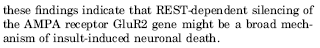 these findings indicate that REST-dependent silencing of
the AMPA receptor GluR2 gene might be a broad mech-
anism of insult-induced neuronal death.